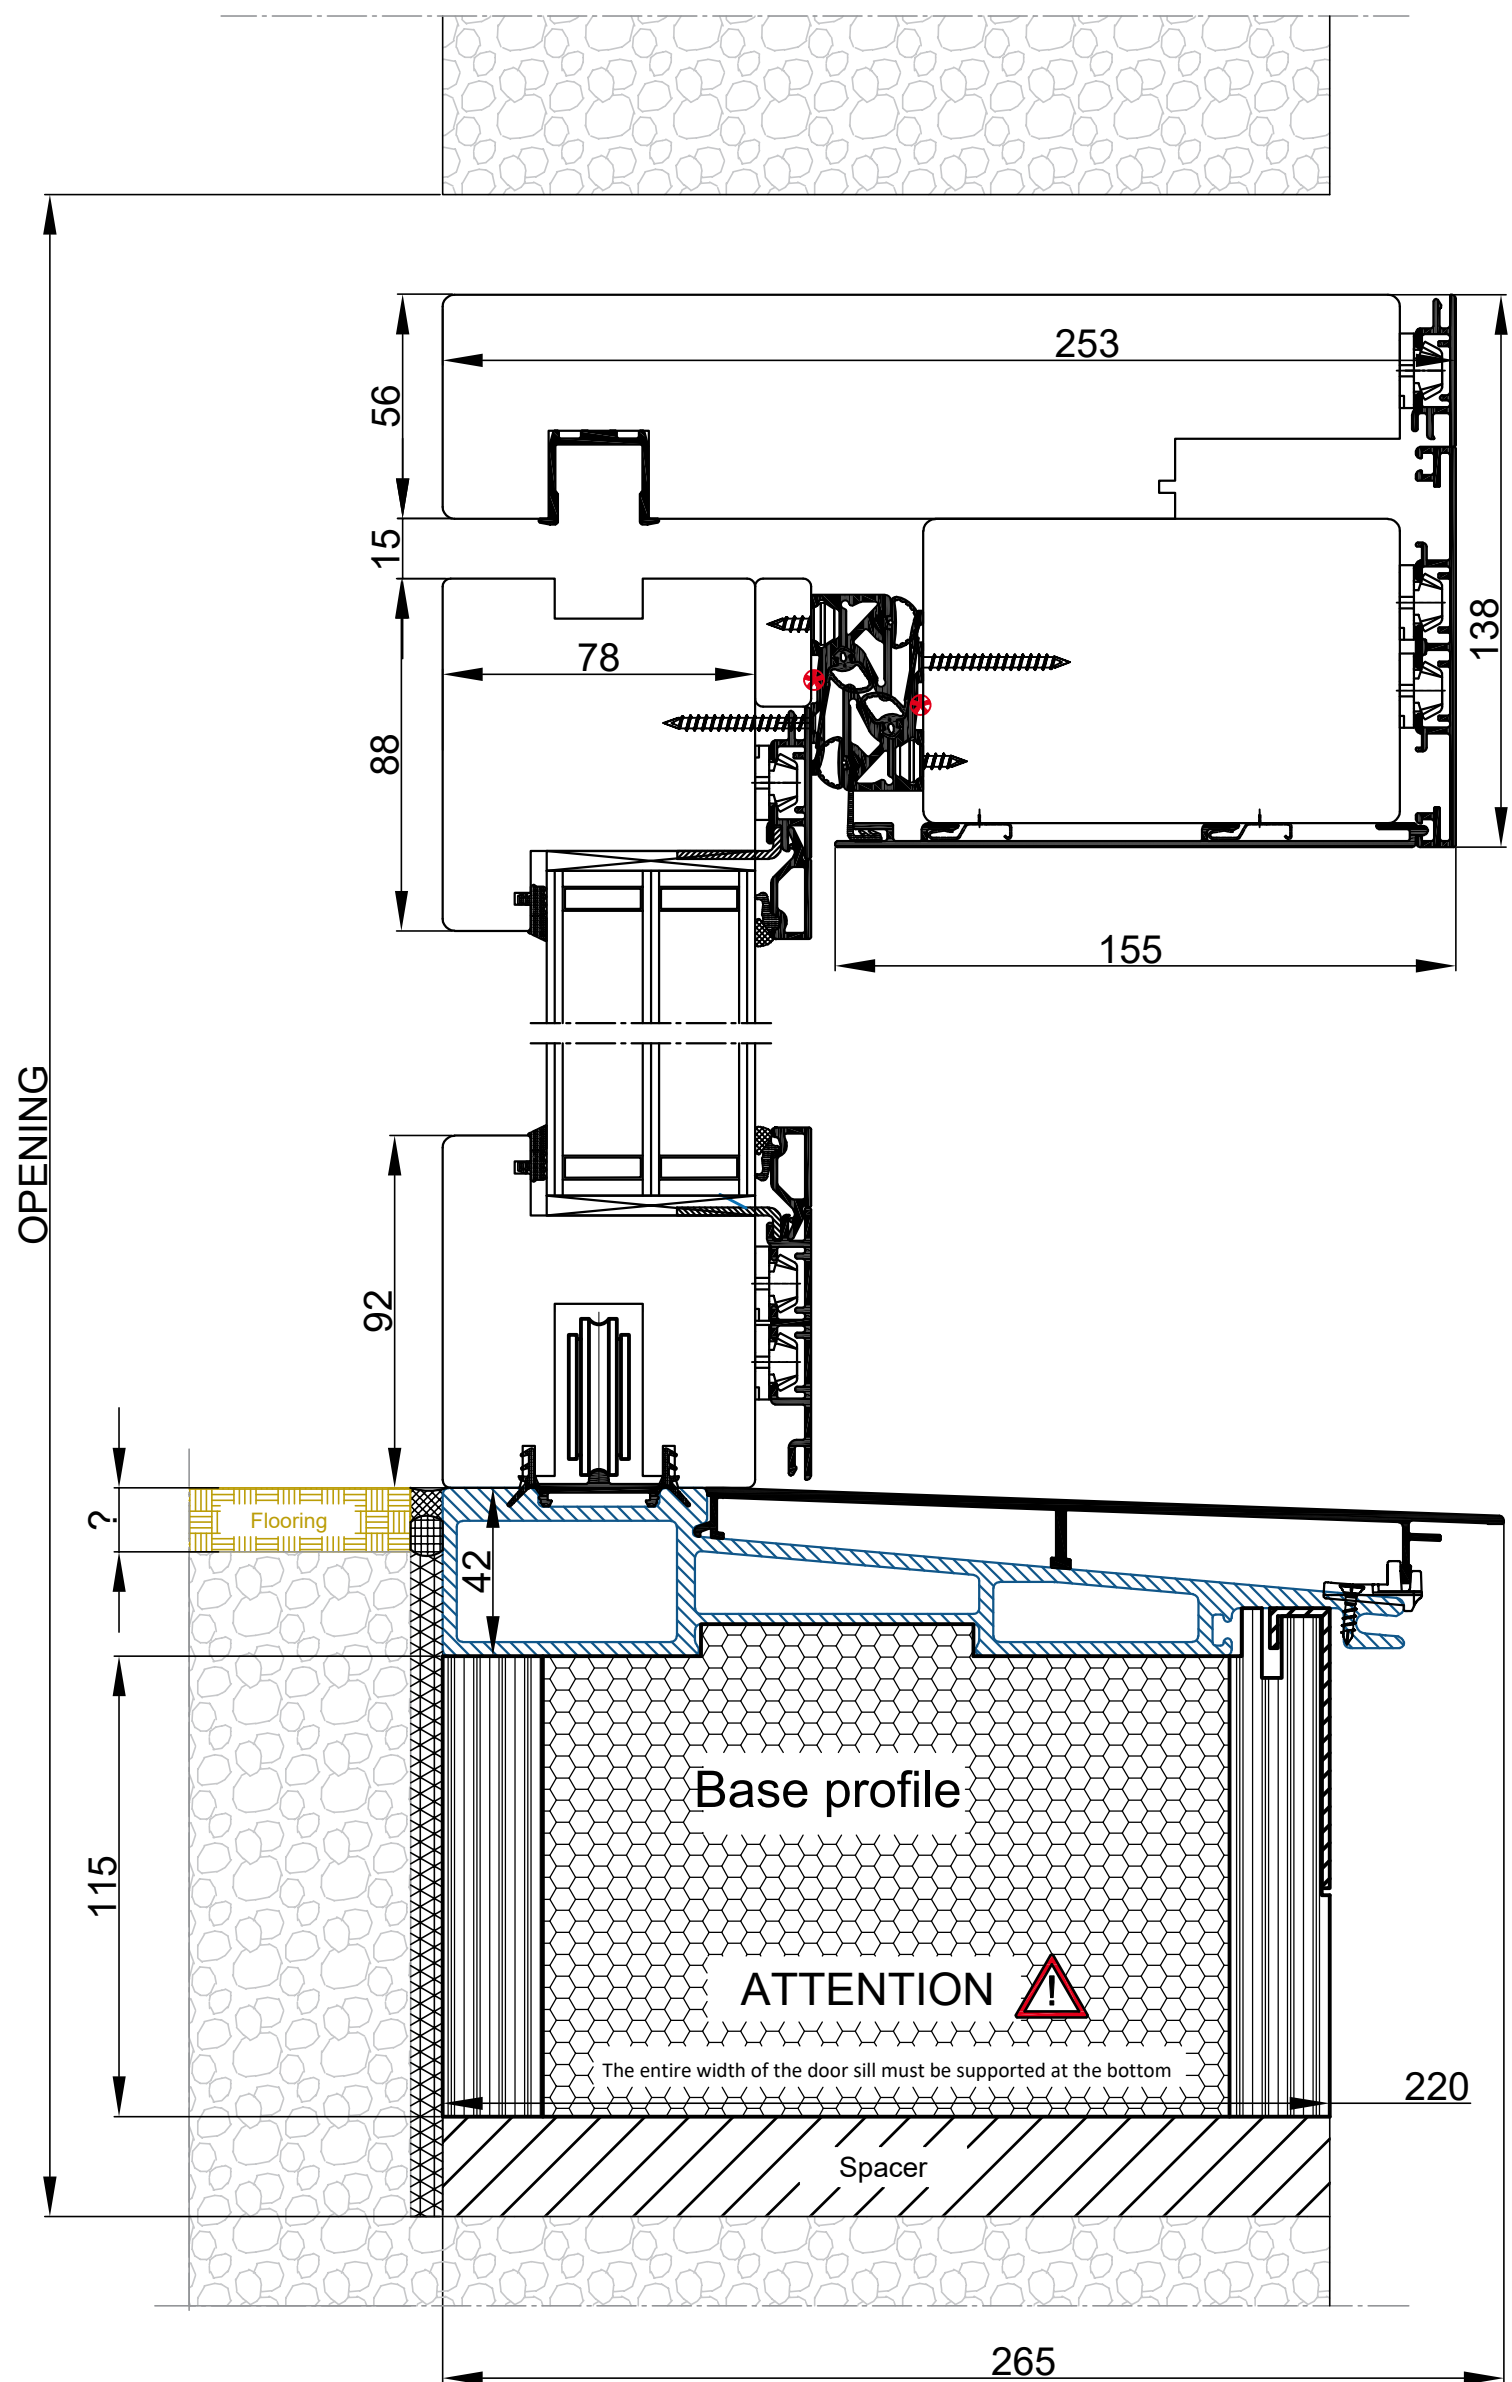 253
56
15
138
78
88
155
OPENING
92
?
Flooring
42
Base profile
115
ATTENTION
!
The entire width of the door sill must be supported at the bottom
220
Spacer
265